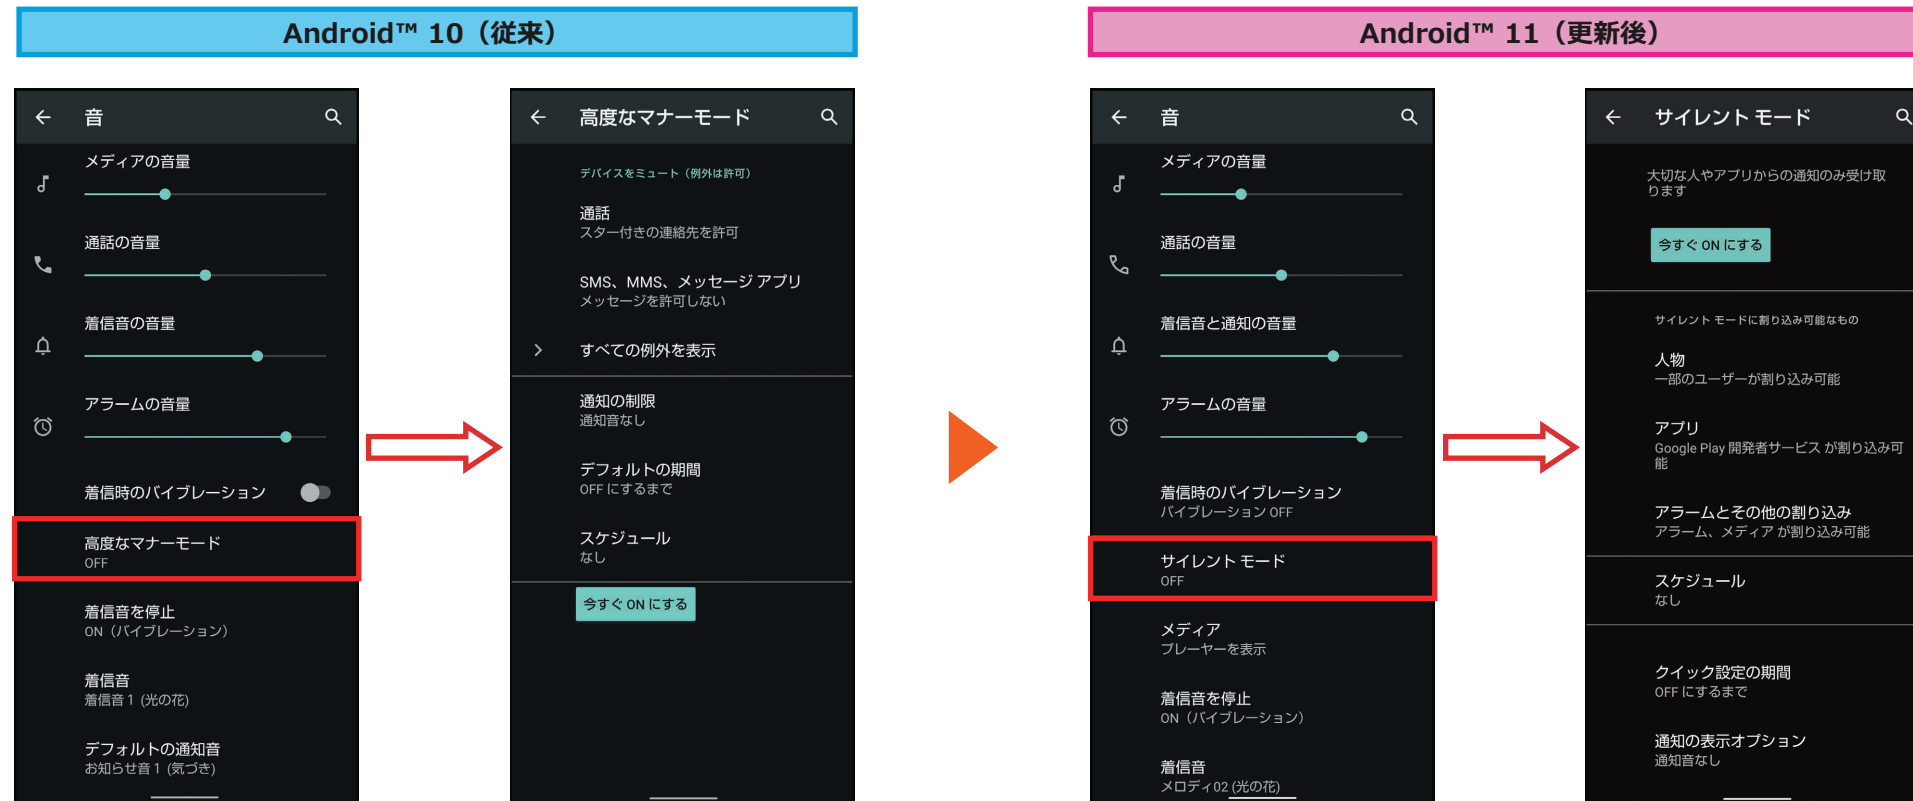 Android™ 10（従来）
音
メディアの音量
通話の音量
着信音の音量
アラームの音量
着信時のバイブレーション
高度なマナーモード
OFF
着信音を停止
ON（バイブレーション）
着信音
着信音１ (光の花)
デフォルトの通知音
お知らせ音１ (気づき)
高度なマナーモード
デバイスをミュート（例外は許可）
通話
スター付きの連絡先を許可
SMS、MMS、メッセージ アプリ
メッセージを許可しない
すべての例外を表示
通知の制限
通知音なし
デフォルトの期間
OFF にするまで
スケジュール
なし
今すぐ ON にする
Android™ 11（更新後）
音
メディアの音量
通話の音量
着信音と通知の音量
アラームの音量
着信時のバイブレーション
バイブレーション OFF
サイレント モード
OFF
メディア
プレーヤーを表示
着信音を停止
ON（バイブレーション）
着信音
メロディ02 (光の花)
サイレント モード
大切な人やアプリからの通知のみ受け取
ります
今すぐ ON にする
サイレント モードに割り込み可能なもの
人物
一部のユーザーが割り込み可能
アプリ
Google Play 開発者サービス が割り込み可
能
アラームとその他の割り込み
アラーム、メディア が割り込み可能
スケジュール
なし
クイック設定の期間
OFF にするまで
通知の表示オプション
通知音なし